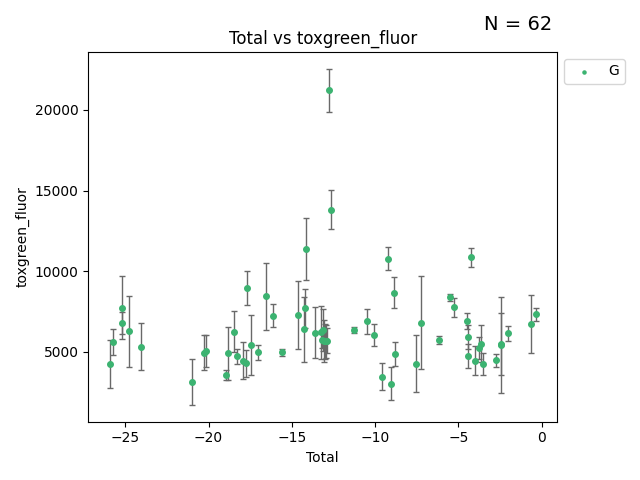 N = 62
Total vs toxgreen_fluor
G
20000
15000
10000
5000
toxgreen_fluor
−25
−20
−15
−10
−5
0
Total